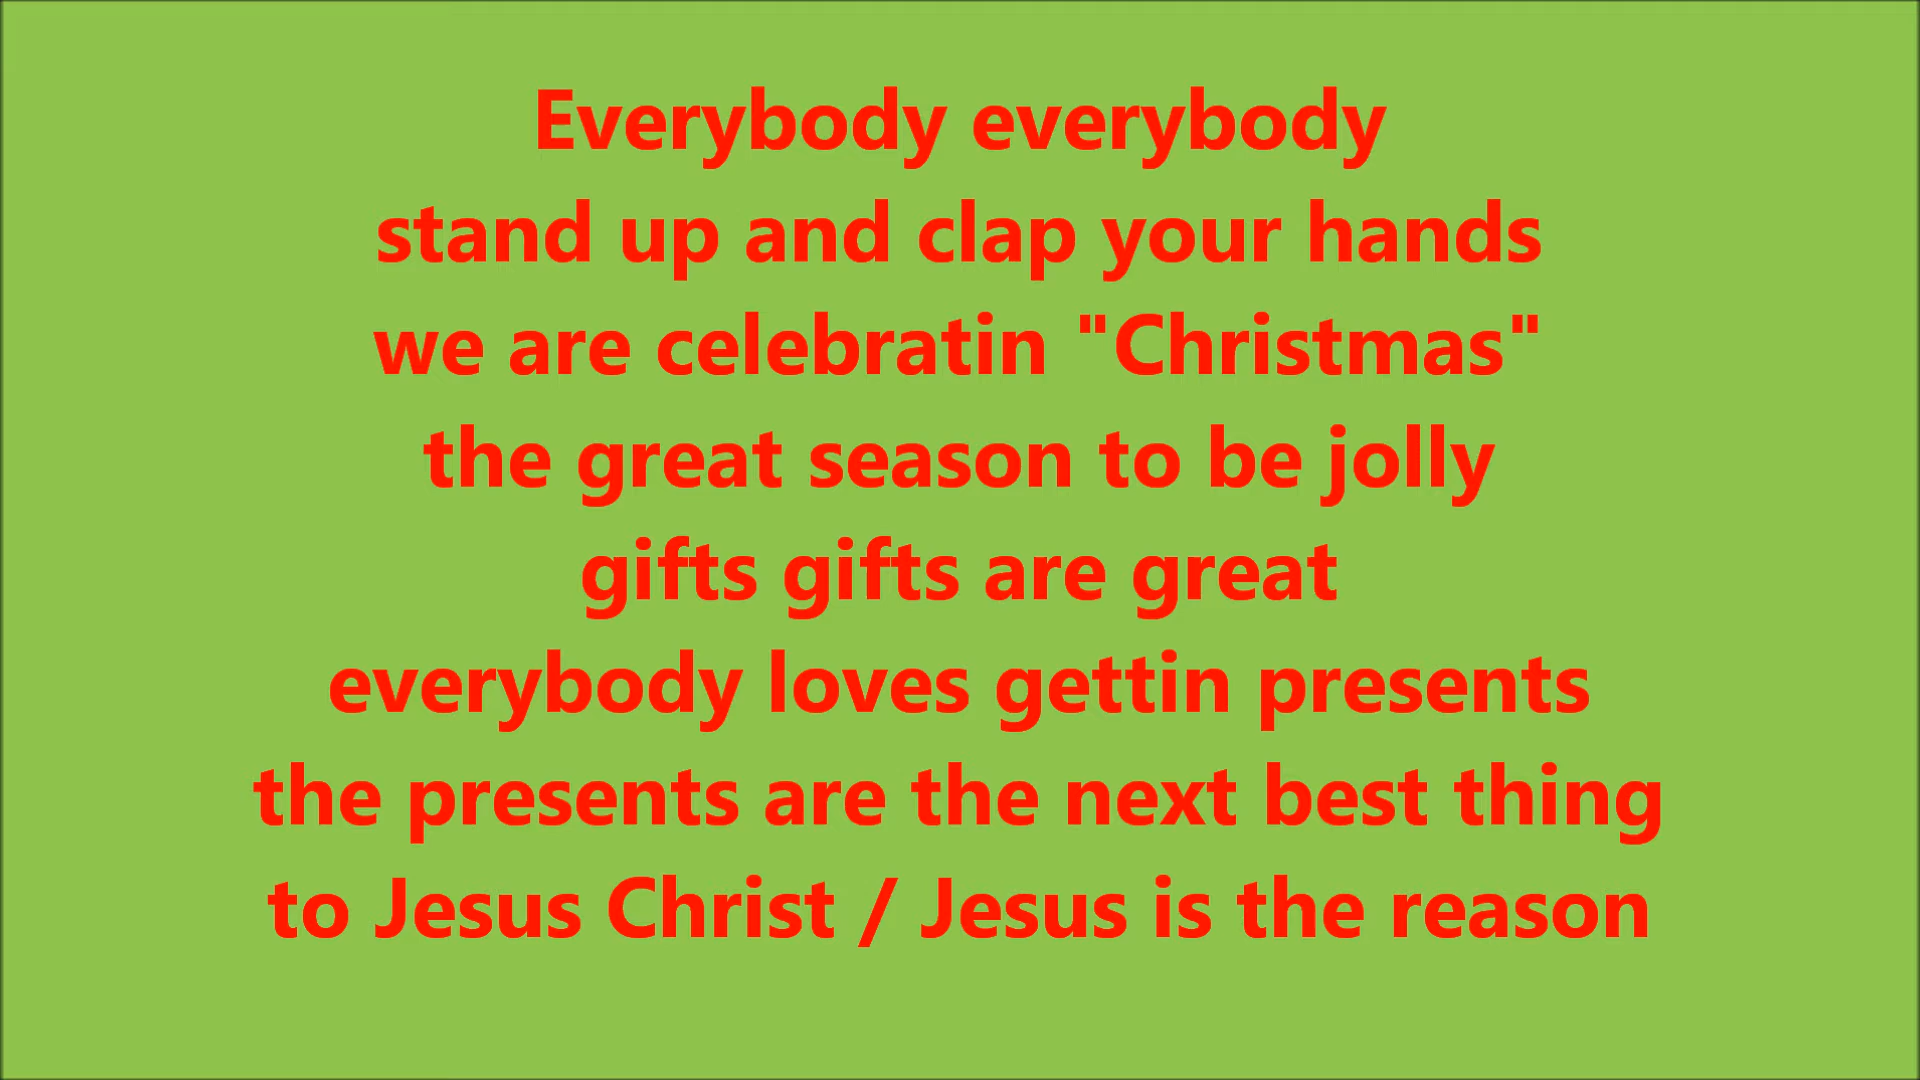 Everybody everybody
stand up and clap your hands
we are celebratin "Christmas"
the great season to be jolly
gifts gifts are great
everybody loves gettin presents
the presents are the next best thing
to Jesus Christ / Jesus is the reason